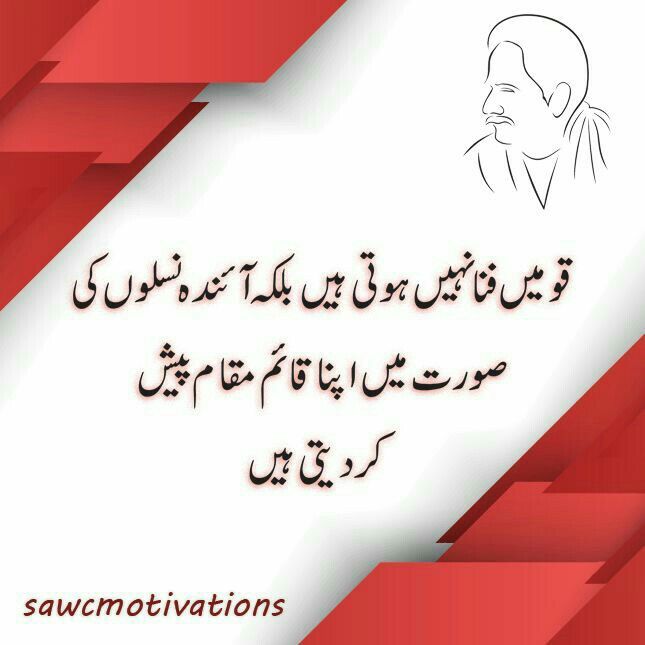 قومیں فنا نہیں ہوتی ہیں بلکہ آئندہ نسلوں کی
صورت میں اپنا قائم مقام پیش
کر دیتی ہیں
sawcmotivations